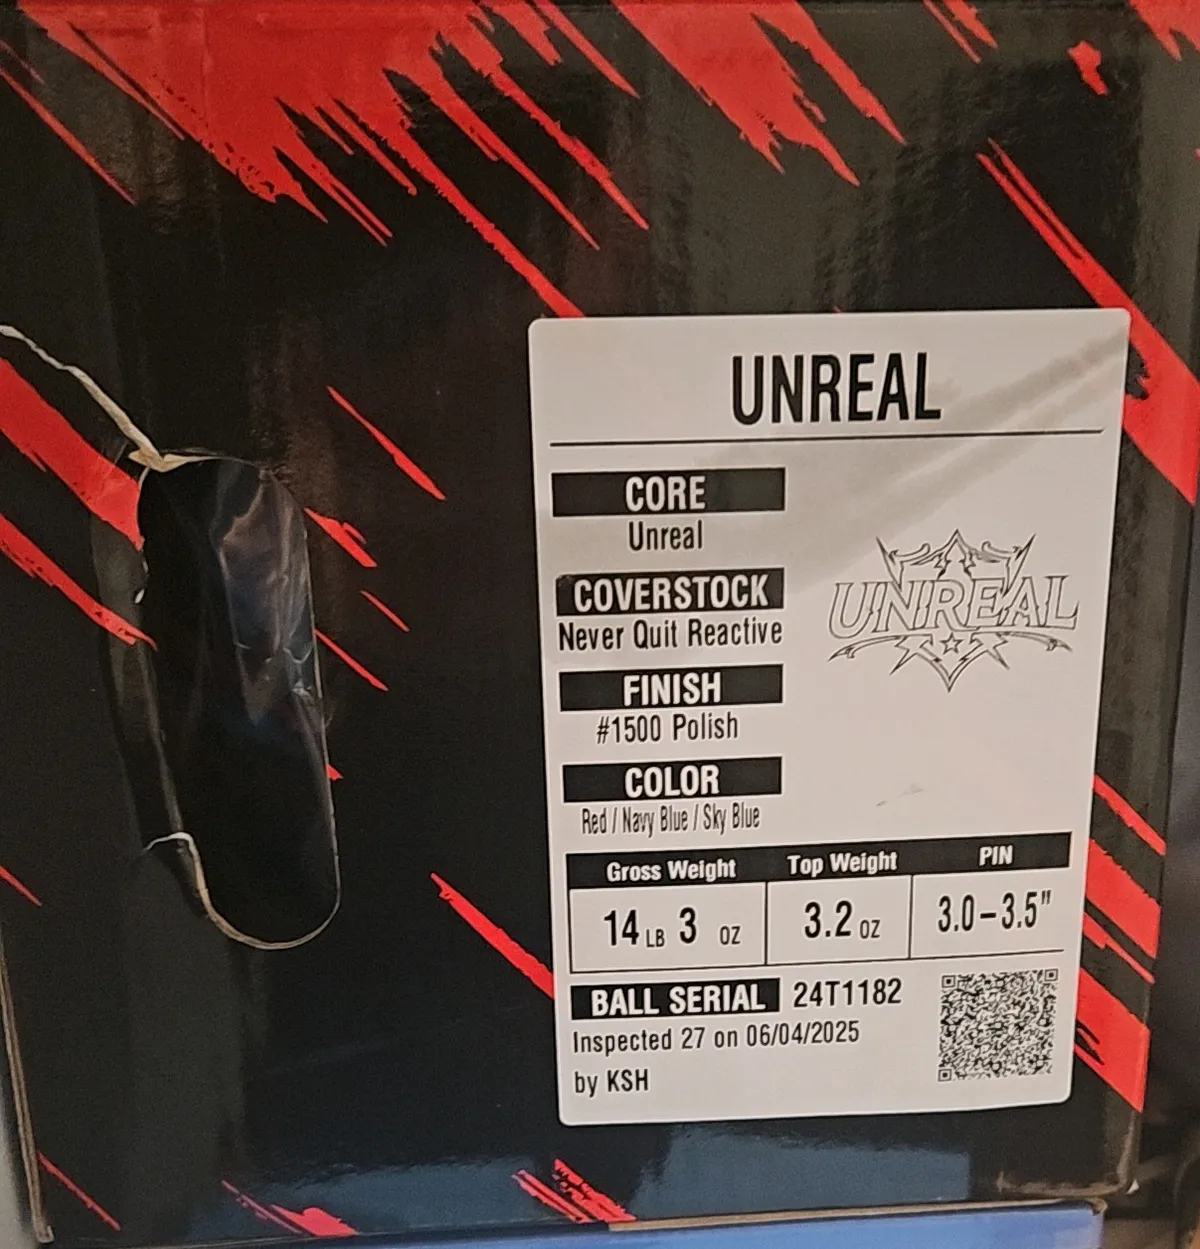 UNREAL
CORE
Unreal
COVERSTOCK
Never Quit Reactive
FINISH
#1500 Polish
COLOR
Red / Navy Blue / Sky Blue
UNREAL
Gross Weight Top Weight PIN
14 LB 3 OZ 3.2 OZ 3.0-3.5"
BALL SERIAL 24T1182
Inspected 27 on 06/04/2025
by KSH